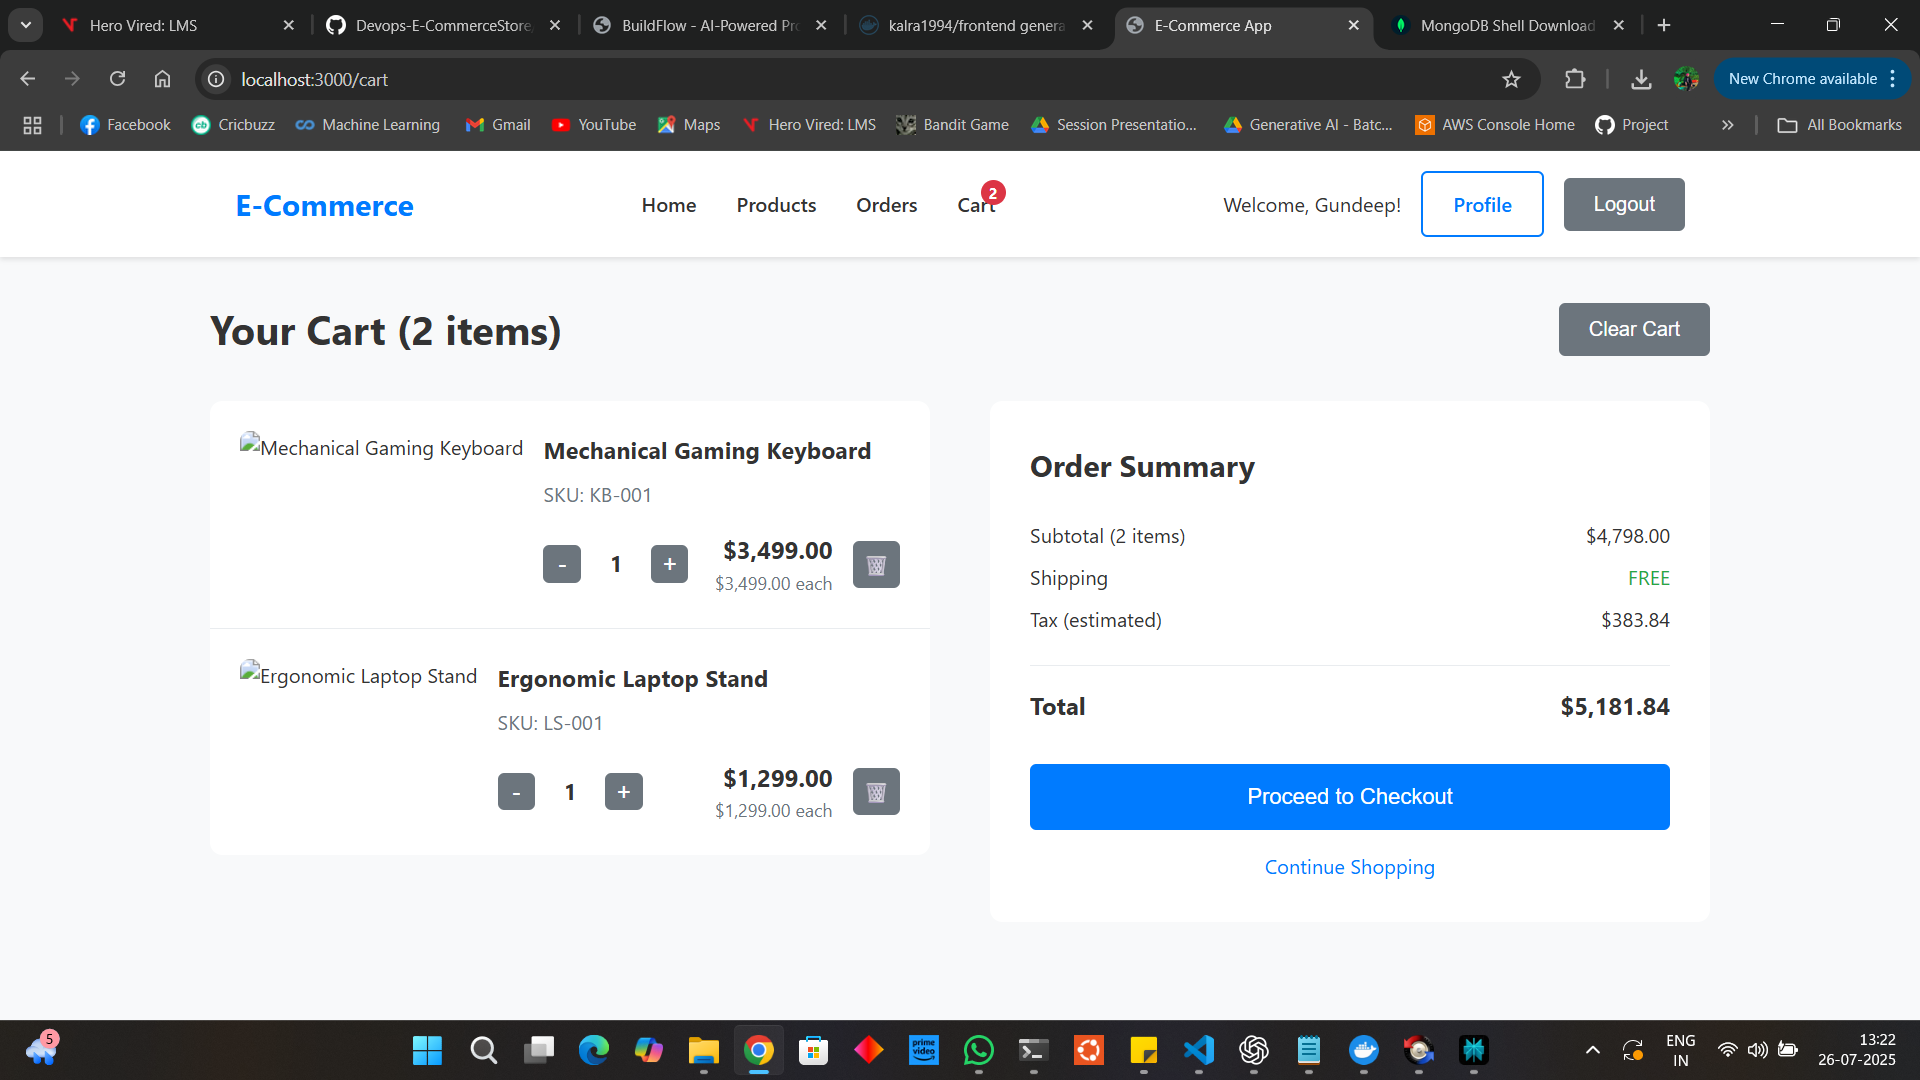 Hero Vired: LMS
Devops-E-CommerceStore
BuildFlow - AI-Powered Pr
kalra1994/frontend genera
E-Commerce App
MongoDB Shell Download
localhost:3000/cart
New Chrome available
Facebook
Cricbuzz
Machine Learning
Gmail
YouTube
Maps
Hero Vired: LMS
Bandit Game
Session Presentatio...
Generative AI - Batc...
AWS Console Home
Project
All Bookmarks
E-Commerce
Home
Products
Orders
Cart
2
Welcome, Gundeep!
Profile
Logout
Your Cart (2 items)
Clear Cart
Mechanical Gaming Keyboard
Mechanical Gaming Keyboard
SKU: KB-001
- 1 +
$3,499.00
$3,499.00 each
Ergonomic Laptop Stand
Ergonomic Laptop Stand
SKU: LS-001
- 1 +
$1,299.00
$1,299.00 each
Order Summary
Subtotal (2 items) $4,798.00
Shipping FREE
Tax (estimated) $383.84
Total $5,181.84
Proceed to Checkout
Continue Shopping
5
prime video
ENG
IN
13:22
26-07-2025